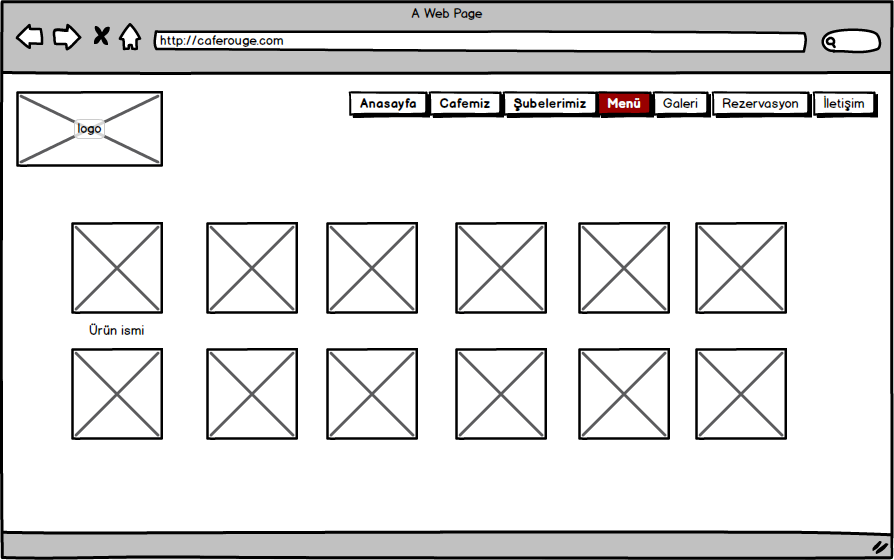 A Web Page
http://caferouge.com
logo
Anasayfa Cafemiz Şubelerimiz Menü Galeri Rezervasyon İletişim
Ürün ismi